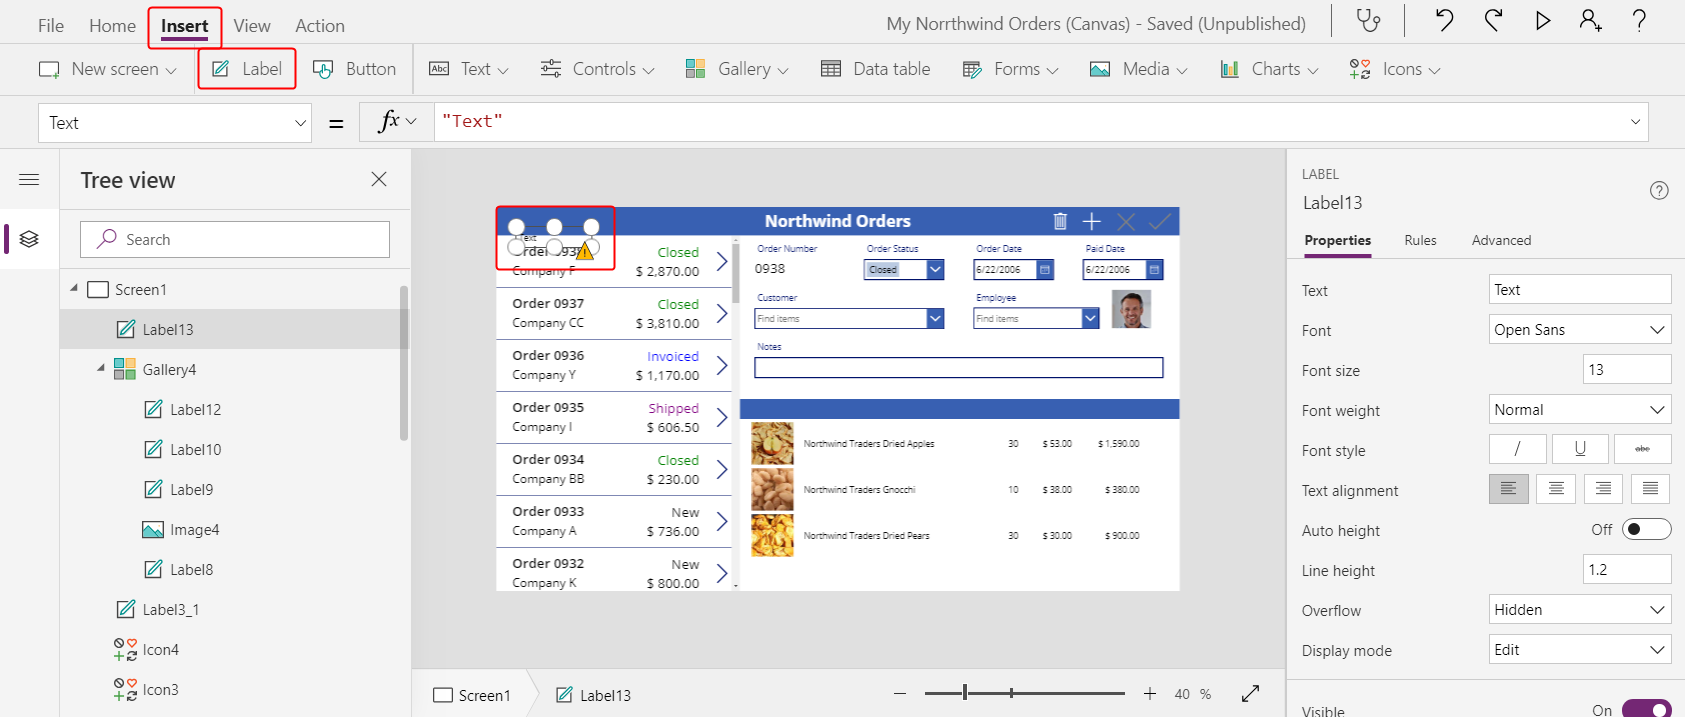 File Home Insert View Action
My Norrthwind Orders (Canvas) - Saved (Unpublished)
New screen Label Button Abc Text Controls Gallery Data table Forms Media Charts Icons
Text = fx "Text"
Tree view
Search
Screen1
Label13
Gallery4
Label12
Label10
Label9
Image4
Label8
Label3_1
Icon4
Icon3
Northwind Orders
Text
Order 0938 Closed
Company F $ 2,870.00
Order 0937 Closed
Company CC $ 3,810.00
Order 0936 Invoiced
Company Y $ 1,170.00
Order 0935 Shipped
Company I $ 606.50
Order 0934 Closed
Company BB $ 230.00
Order 0933 New
Company A $ 736.00
Order 0932 New
Company K $ 800.00
Order Number Order Status Order Date Paid Date
0938 Closed 6/22/2006 6/22/2006
Customer Employee
Find items Find items
Notes
Northwind Traders Dried Apples 30 $ 53.00 $ 1,590.00
Northwind Traders Gnocchi 10 $ 38.00 $ 380.00
Northwind Traders Dried Pears 30 $ 30.00 $ 900.00
Screen1 Label13 40 %
LABEL
Label13
Properties Rules Advanced
Text Text
Font Open Sans
Font size 13
Font weight Normal
Font style / U abc
Text alignment
Auto height Off
Line height 1.2
Overflow Hidden
Display mode Edit
Visible On